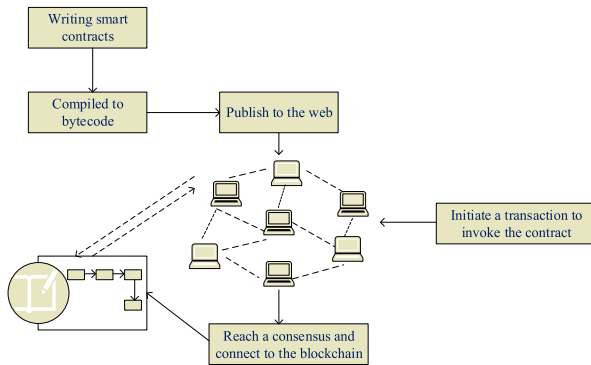 Writing smart
contracts
Compiled to
bytecode
Publish to the web
Initiate a transaction to
invoke the contract
Reach a consensus and
connect to the blockchain